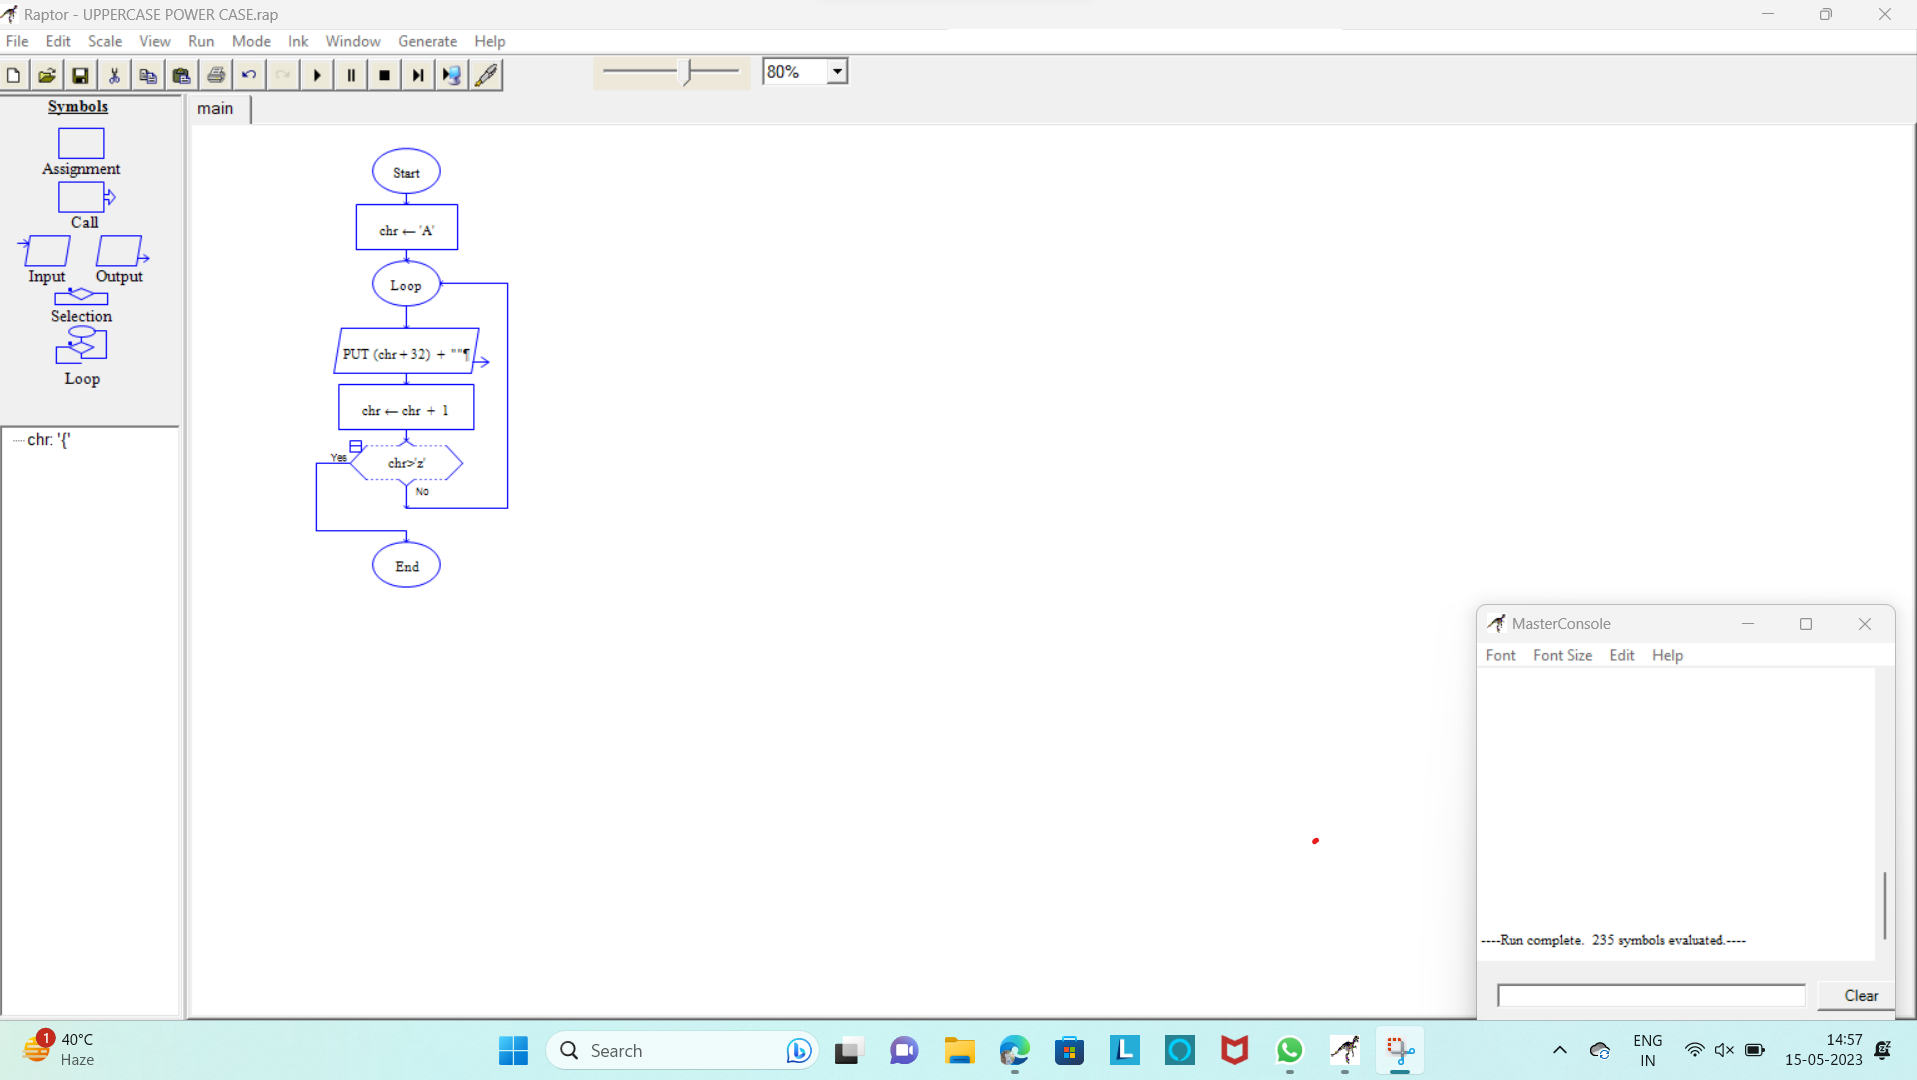 Raptor - UPPERCASE POWER CASE.rap
File Edit Scale View Run Mode Ink Window Generate Help
80%
Symbols
Assignment
Call
Input Output
Selection
Loop
chr: '{'
main
Start
chr ← 'A'
Loop
PUT (chr+32) + ""¶
chr ← chr + 1
Yes
chr>'z'
No
End
MasterConsole
Font Font Size Edit Help
----Run complete. 235 symbols evaluated.----
Clear
1
40°C
Haze
Search
L
ENG
IN
14:57
15-05-2023